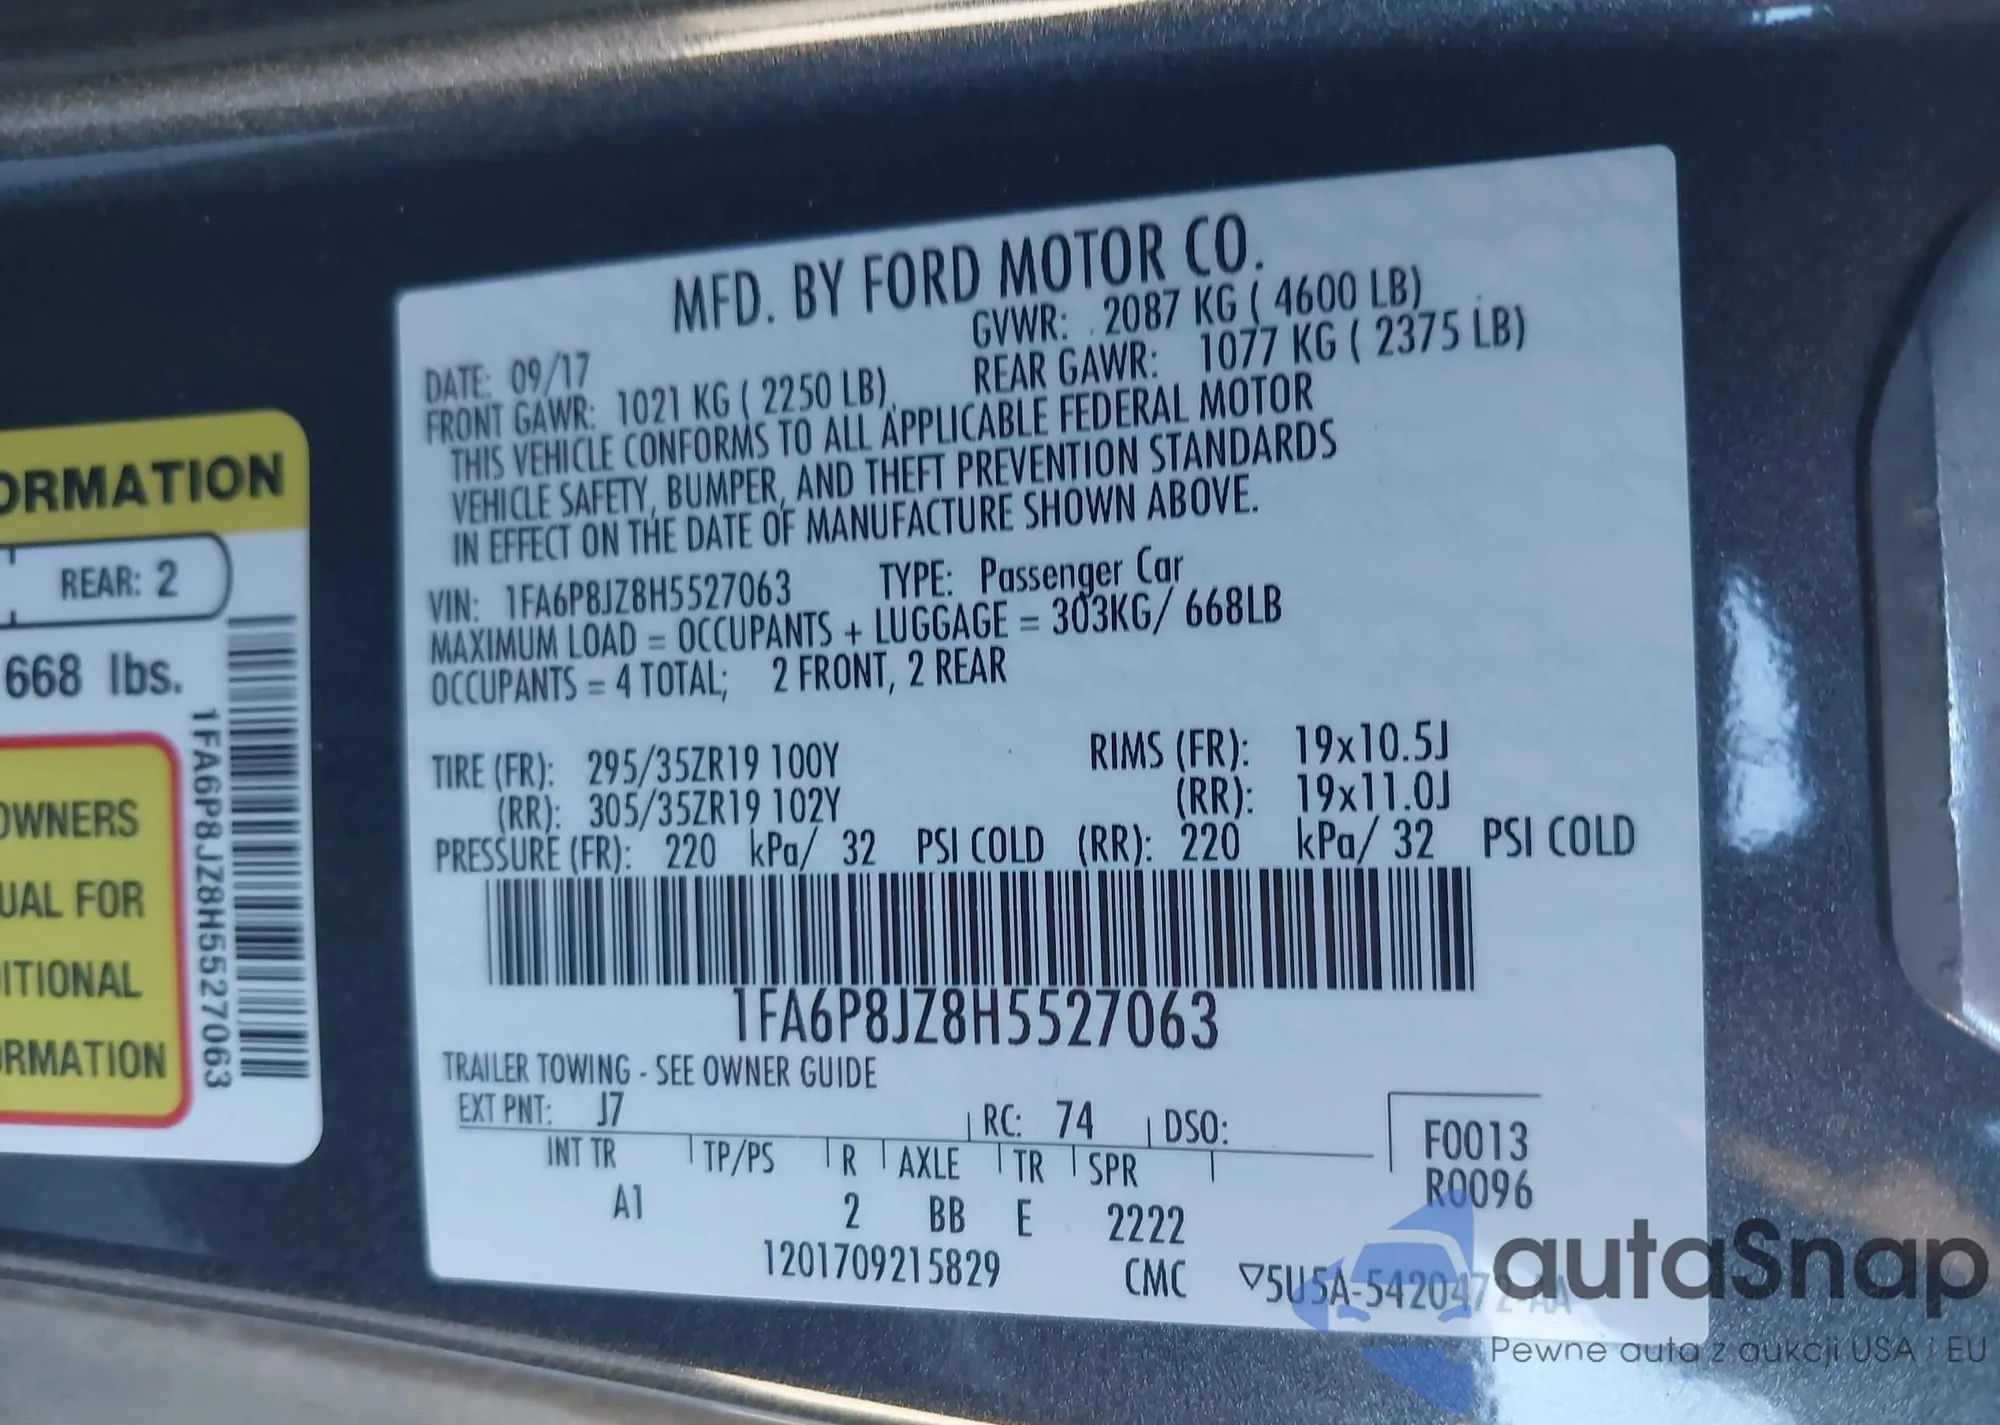 ORMATION
REAR: 2
668 lbs.
OWNERS
UAL FOR
ITIONAL
RMATION
1FA6P8JZ8H5527063
MFD. BY FORD MOTOR CO.
DATE: 09/17
GVWR: 2087 KG ( 4600 LB)
FRONT GAWR: 1021 KG ( 2250 LB)
REAR GAWR: 1077 KG ( 2375 LB)
THIS VEHICLE CONFORMS TO ALL APPLICABLE FEDERAL MOTOR
VEHICLE SAFETY, BUMPER, AND THEFT PREVENTION STANDARDS
IN EFFECT ON THE DATE OF MANUFACTURE SHOWN ABOVE.
VIN: 1FA6P8JZ8H5527063 TYPE: Passenger Car
MAXIMUM LOAD = OCCUPANTS + LUGGAGE = 303KG/ 668LB
OCCUPANTS = 4 TOTAL; 2 FRONT, 2 REAR
TIRE (FR): 295/35ZR19 100Y RIMS (FR): 19x10.5J
(RR): 305/35ZR19 102Y (RR): 19x11.0J
PRESSURE (FR): 220 kPa/ 32 PSI COLD (RR): 220 kPa/ 32 PSI COLD
1FA6P8JZ8H5527063
TRAILER TOWING - SEE OWNER GUIDE
EXT PNT: J7 RC: 74 DSO:
INT TR TP/PS R AXLE TR SPR
A1 2 BB E 2222
F0013
R0096
1201709215829 CMC ▽5U5A-5420472-AA
autaSnap
Pewne auta z aukcji USA i EU